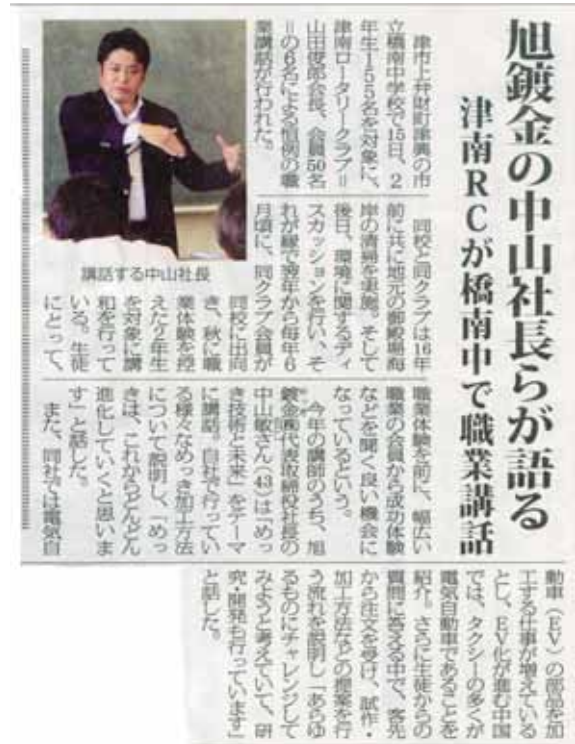 旭鍍金の中山社長らが語る
津南RCが橋南中で職業講話
津市上弁財町津興の市
立橋南中学校で15日、2
年生155名を対象に、
津南ロータリークラブ＝
山田俊郎会長、会員50名
＝の6名による恒例の職
業講話が行われた。
同校と同クラブは16年
前に共に地元の御殿場海
岸の清掃を実施。そして
後日、環境に関するディ
スカッションを行い、そ
れが縁で翌年から毎年6
月頃に、同クラブ会員が
同校に出向
き、秋に職
業体験を控
えた2年生
を対象に講
和を行って
いる。生徒
にとって、
講話する中山社長
職業体験を前に、幅広い
職業の会員から成功体験
などを聞く良い機会に
なっているという。
今年の講師のうち、旭
鍍金㈱代表取締役社長の
中山敏さん（43）は「めっ
き技術と未来」をテーマ
に講話。自社で行ってい
る様々なめっき加工方法
について説明し、「めっ
きは、これからどんどん
進化していくと思いま
す」と話した。
また、同社では電気自
動車（EV）の部品を加
工する仕事が増えている
とし、EV化が進む中国
では、タクシーの多くが
電気自動車であることを
紹介。さらに生徒からの
質問に答える中で、客先
から注文を受け、試作・
加工方法などの提案を行
う流れを説明し「あらゆ
るものにチャレンジして
みようと考えていて、研
究・開発も行っています」
と話した。